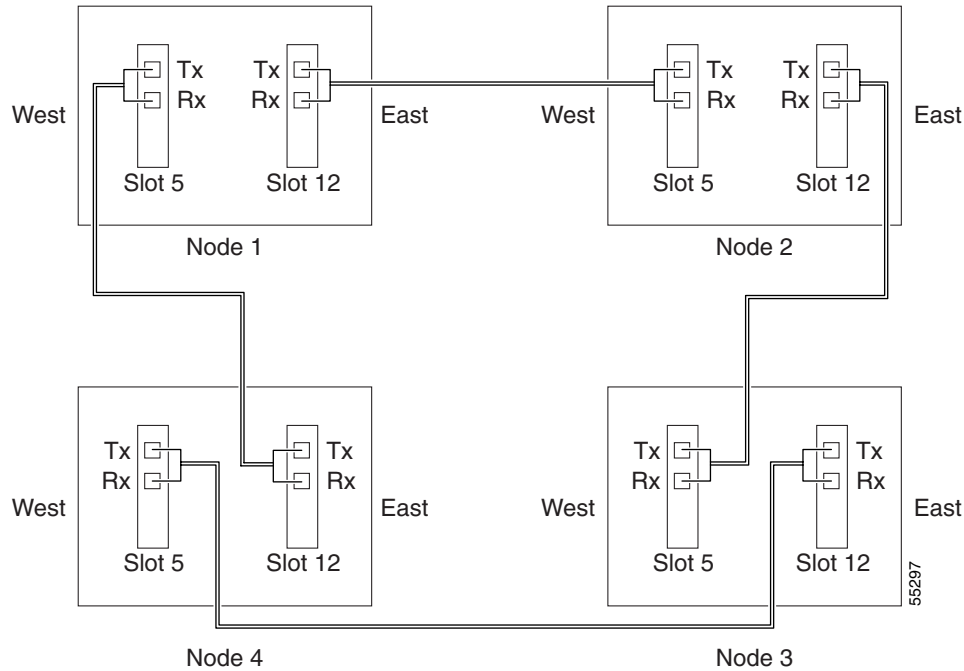 Tx Tx Tx Tx
Rx Rx Rx Rx
West East West East
Slot 5 Slot 12 Slot 5 Slot 12
Node 1 Node 2
Tx Tx Tx Tx
Rx Rx Rx Rx
West East West East
Slot 5 Slot 12 Slot 5 Slot 12
55297
Node 4 Node 3